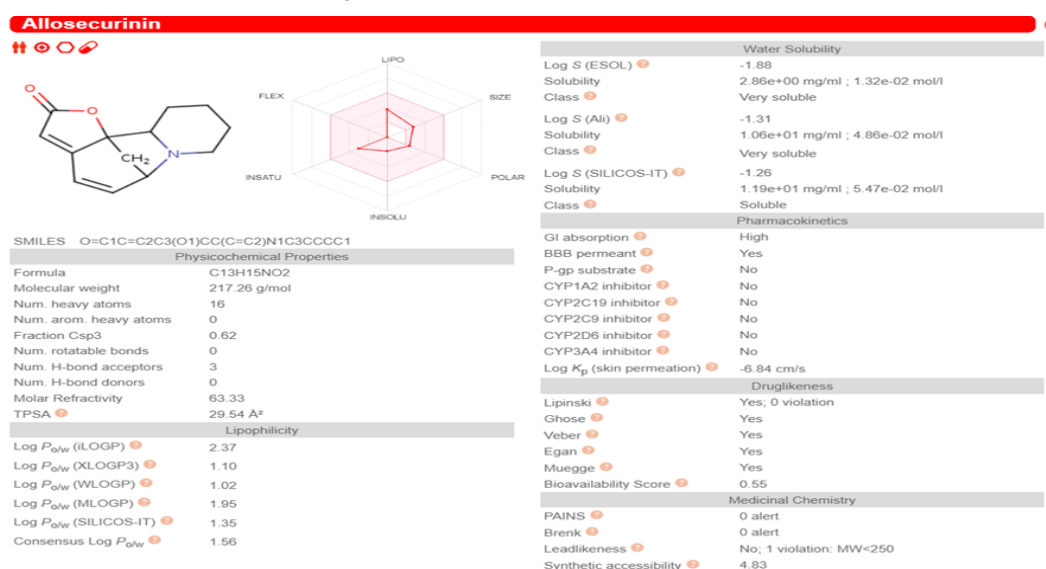 Allosecurinin
O
O
CH2
N
LIPO
FLEX
SIZE
INSATU
POLAR
INSOLU
SMILES O=C1C=C2C3(O1)CC(C=C2)N1C3CCCC1
Physicochemical Properties
Formula C13H15NO2
Molecular weight 217.26 g/mol
Num. heavy atoms 16
Num. arom. heavy atoms 0
Fraction Csp3 0.62
Num. rotatable bonds 0
Num. H-bond acceptors 3
Num. H-bond donors 0
Molar Refractivity 63.33
TPSA ? 29.54 Å²
Lipophilicity
Log Po/w (iLOGP) ? 2.37
Log Po/w (XLOGP3) ? 1.10
Log Po/w (WLOGP) ? 1.02
Log Po/w (MLOGP) ? 1.95
Log Po/w (SILICOS-IT) ? 1.35
Consensus Log Po/w ? 1.56
Water Solubility
Log S (ESOL) ? -1.88
Solubility 2.86e+00 mg/ml ; 1.32e-02 mol/l
Class ? Very soluble
Log S (Ali) ? -1.31
Solubility 1.06e+01 mg/ml ; 4.86e-02 mol/l
Class ? Very soluble
Log S (SILICOS-IT) ? -1.26
Solubility 1.19e+01 mg/ml ; 5.47e-02 mol/l
Class ? Soluble
Pharmacokinetics
GI absorption ? High
BBB permeant ? Yes
P-gp substrate ? No
CYP1A2 inhibitor ? No
CYP2C19 inhibitor ? No
CYP2C9 inhibitor ? No
CYP2D6 inhibitor ? No
CYP3A4 inhibitor ? No
Log Kp (skin permeation) ? -6.84 cm/s
Druglikeness
Lipinski ? Yes; 0 violation
Ghose ? Yes
Veber ? Yes
Egan ? Yes
Muegge ? Yes
Bioavailability Score ? 0.55
Medicinal Chemistry
PAINS ? 0 alert
Brenk ? 0 alert
Leadlikeness ? No; 1 violation: MW<250
Synthetic accessibility ? 4.83